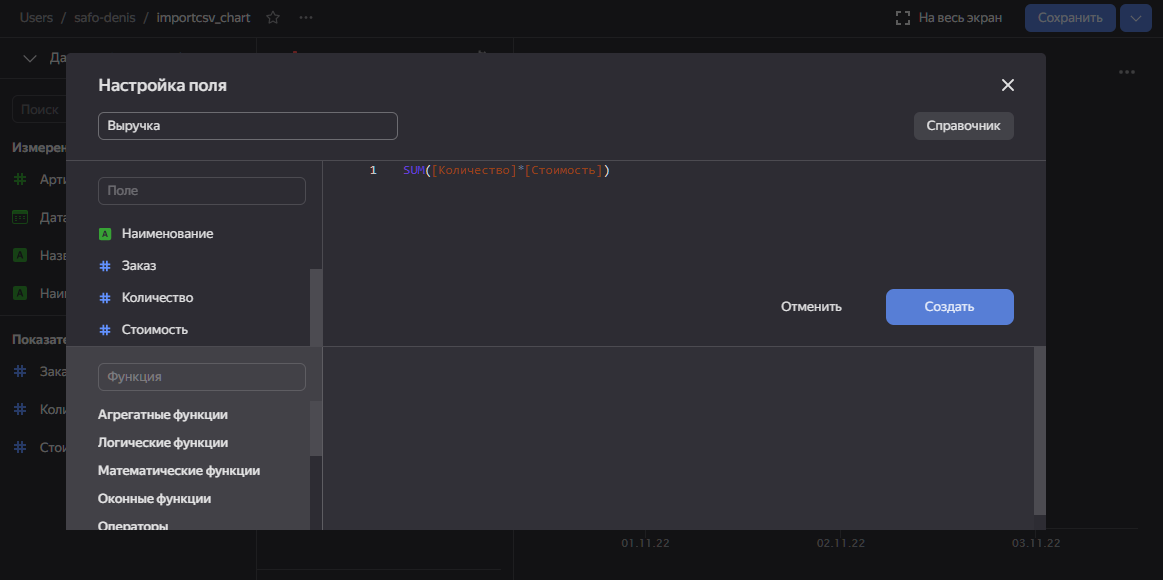 Users / safo-denis / importcsv_chart
На весь экран
Сохранить
Да
Настройка поля
Поиск
Выручка
Справочник
Измерен
1 SUM([Количество]*[Стоимость])
Арти
Поле
Дата
Наименование
Назв
Заказ
Наи
Количество
Отменить
Создать
Стоимость
Показате
Зака
Функция
Коли
Агрегатные функции
Логические функции
Стои
Математические функции
Оконные функции
Операторы
01.11.22
02.11.22
03.11.22